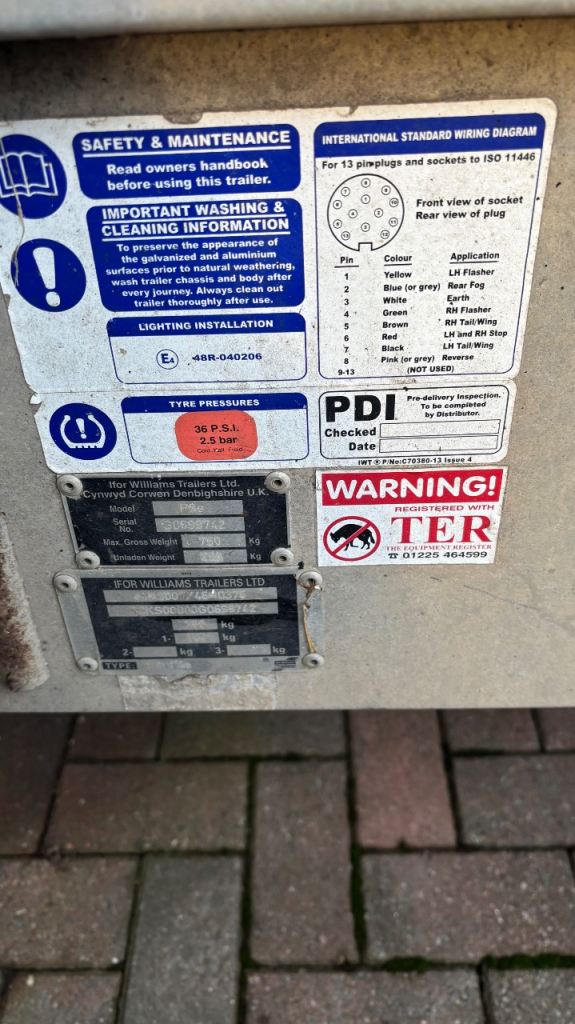 SAFETY & MAINTENANCE
Read owners handbook
before using this trailer.
IMPORTANT WASHING &
CLEANING INFORMATION
To preserve the appearance of
the galvanized and aluminium
surfaces prior to natural weathering,
wash trailer chassis and body after
every journey. Always clean out
trailer thoroughly after use.
LIGHTING INSTALLATION
E4 48R-040206
TYRE PRESSURES
36 P.S.I.
2.5 bar
INTERNATIONAL STANDARD WIRING DIAGRAM
For 13 pin plugs and sockets to ISO 11446
Front view of socket
Rear view of plug
Pin Colour Application
1 Yellow LH Flasher
2 Blue (or grey) Rear Fog
3 White Earth
4 Green RH Flasher
5 Brown RH Tail/Wing
6 Red LH and RH Stop
7 Black LH Tail/Wing
8 Pink (or grey) Reverse
9-13 (NOT USED)
PDI
Pre-delivery Inspection.
To be completed
by Distributor.
Checked
Date
IWT ® P/No:C70380-13 Issue 4
Ifor Williams Trailers Ltd.
Cynwyd Corwen Denbighshire U.K.
Model
Serial
No. G0698742
Max. Gross Weight 750 Kg
Unladen Weight Kg
IFOR WILLIAMS TRAILERS LTD
kg
1- kg
2- kg 3- kg
TYPE:
WARNING!
REGISTERED WITH
TER
THE EQUIPMENT REGISTER
☎ 01225 464599